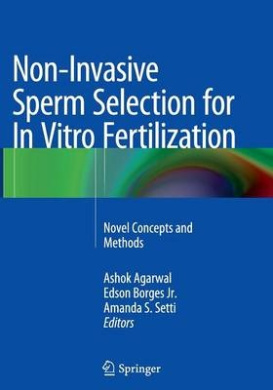 Non-Invasive
Sperm Selection for
In Vitro Fertilization
Novel Concepts and
Methods
Ashok Agarwal
Edson Borges Jr.
Amanda S. Setti
Editors
Springer